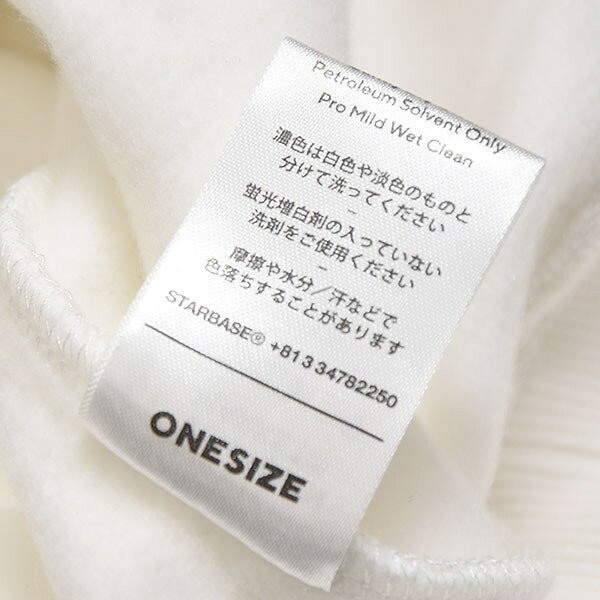 Petroleum Solvent Only
Pro Mild Wet Clean
濃色は白色や淡色のものと
分けて洗ってください
–
蛍光増白剤の入っていない
洗剤をご使用ください
–
摩擦や水分/汗などで
色落ちすることがあります
STARBASE® +81 3 34782250
ONESIZE